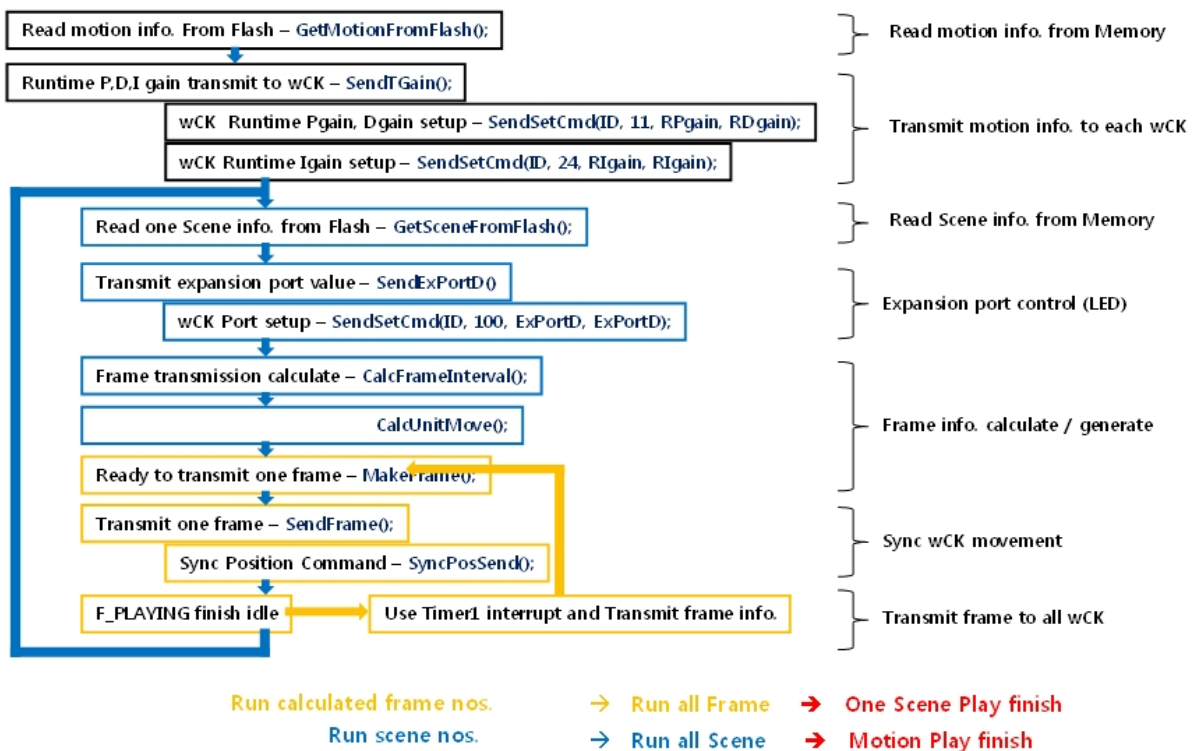 Read motion info. From Flash – GetMotionFromFlash();
Read motion info. from Memory
Runtime P,D,I gain transmit to wCK – SendTGain();
wCK Runtime Pgain, Dgain setup – SendSetCmd(ID, 11, RPgain, RDgain);
Transmit motion info. to each wCK
wCK Runtime Igain setup – SendSetCmd(ID, 24, RIgain, RIgain);
Read one Scene info. from Flash – GetSceneFromFlash();
Read Scene info. from Memory
Transmit expansion port value – SendExPortD()
Expansion port control (LED)
wCK Port setup – SendSetCmd(ID, 100, ExPortD, ExPortD);
Frame transmission calculate – CalcFrameInterval();
CalcUnitMove();
Frame info. calculate / generate
Ready to transmit one frame – MakeFrame();
Transmit one frame – SendFrame();
Sync wCK movement
Sync Position Command – SyncPosSend();
F_PLAYING finish idle
Use Timer1 interrupt and Transmit frame info.
Transmit frame to all wCK
Run calculated frame nos. → Run all Frame → One Scene Play finish
Run scene nos. → Run all Scene → Motion Play finish